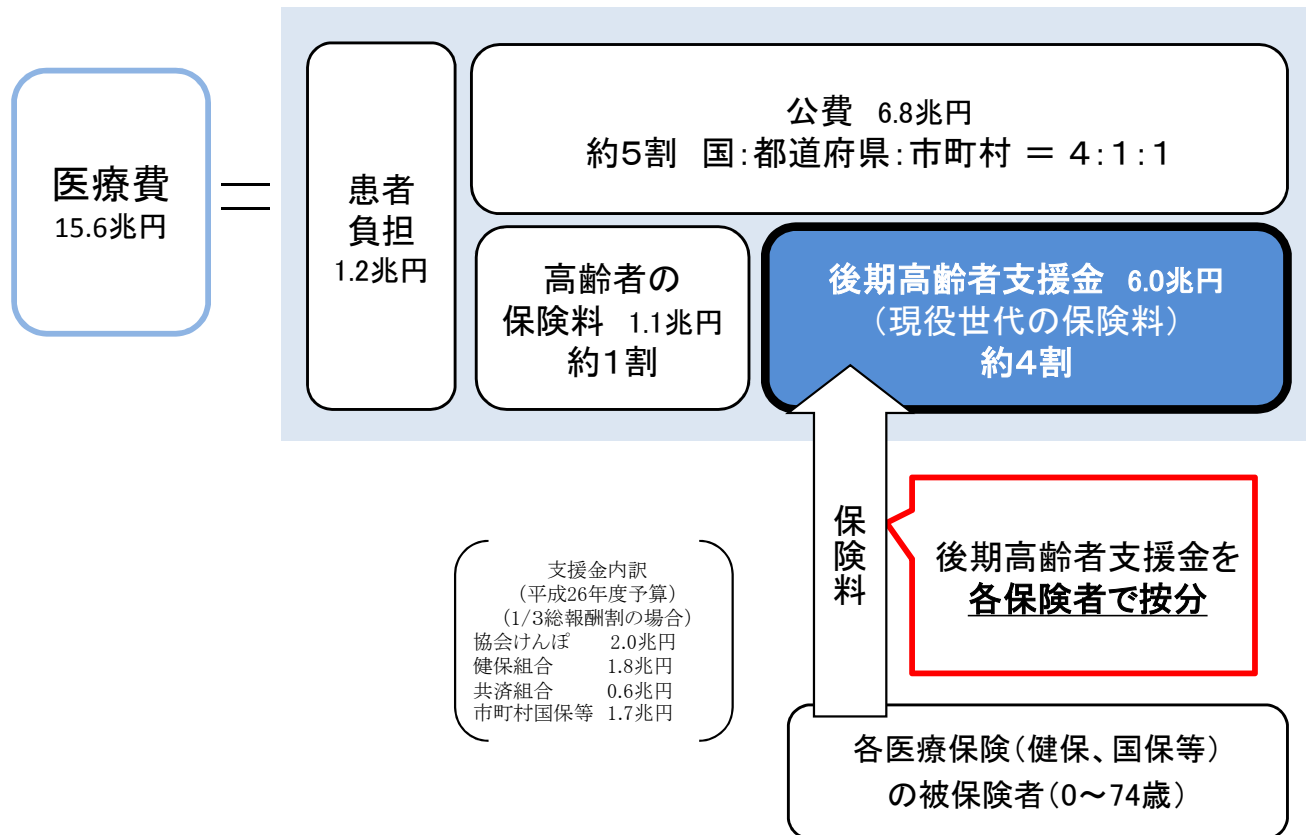 医療費
15.6兆円
患者
負担
1.2兆円
公費 6.8兆円
約5割 国:都道府県:市町村 = 4:1:1
高齢者の
保険料 1.1兆円
約1割
後期高齢者支援金 6.0兆円
(現役世代の保険料)
約4割
保険料
後期高齢者支援金を
各保険者で按分
支援金内訳
(平成26年度予算)
(1/3総報酬割の場合)
協会けんぽ 2.0兆円
健保組合 1.8兆円
共済組合 0.6兆円
市町村国保等 1.7兆円
各医療保険(健保、国保等)
の被保険者(0~74歳)